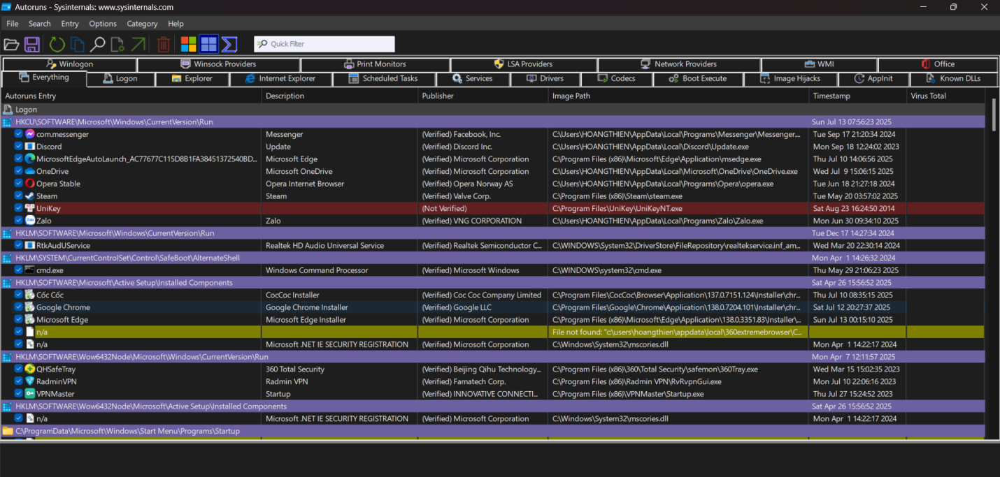 Autoruns - Sysinternals: www.sysinternals.com
File Search Entry Options Category Help
Quick Filter
Winlogon Winsock Providers Print Monitors LSA Providers Network Providers WMI Office
Everything Logon Explorer Internet Explorer Scheduled Tasks Services Drivers Codecs Boot Execute Image Hijacks AppInit Known DLLs
Autoruns Entry Description Publisher Image Path Timestamp Virus Total
Logon
HKCU\SOFTWARE\Microsoft\Windows\CurrentVersion\Run Sun Jul 13 07:56:23 2025
com.messenger Messenger (Verified) Facebook, Inc. C:\Users\HOANGTHIEN\AppData\Local\Programs\Messenger\Messenger... Tue Sep 17 21:20:34 2024
Discord Update (Verified) Discord Inc. C:\Users\HOANGTHIEN\AppData\Local\Discord\Update.exe Mon Sep 18 12:24:02 2023
MicrosoftEdgeAutoLaunch_AC77677C115D8B1FA38451372540BD... Microsoft Edge (Verified) Microsoft Corporation C:\Program Files (x86)\Microsoft\Edge\Application\msedge.exe Thu Jul 10 14:06:56 2025
OneDrive Microsoft OneDrive (Verified) Microsoft Corporation C:\Users\HOANGTHIEN\AppData\Local\Microsoft\OneDrive\OneDrive.exe Wed Jul 9 15:06:15 2025
Opera Stable Opera Internet Browser (Verified) Opera Norway AS C:\Users\HOANGTHIEN\AppData\Local\Programs\Opera\opera.exe Tue Jun 18 21:27:18 2024
Steam Steam (Verified) Valve Corp. C:\Program Files (x86)\Steam\steam.exe Tue May 20 03:57:02 2025
UniKey (Not Verified) C:\Program Files\UniKey\UniKeyNT.exe Sat Aug 23 16:24:50 2014
Zalo Zalo (Verified) VNG CORPORATION C:\Users\HOANGTHIEN\AppData\Local\Programs\Zalo\Zalo.exe Mon Jun 30 09:34:10 2025
HKLM\SOFTWARE\Microsoft\Windows\CurrentVersion\Run Tue Dec 17 14:27:34 2024
RtkAudUService Realtek HD Audio Universal Service (Verified) Realtek Semiconductor C... C:\WINDOWS\System32\DriverStore\FileRepository\realtekservice.inf_am... Wed Mar 20 22:30:14 2024
HKLM\SYSTEM\CurrentControlSet\Control\SafeBoot\AlternateShell Mon Apr 1 14:26:32 2024
cmd.exe Windows Command Processor (Verified) Microsoft Windows C:\WINDOWS\system32\cmd.exe Thu May 29 21:06:23 2025
HKLM\SOFTWARE\Microsoft\Active Setup\Installed Components Sat Apr 26 15:56:52 2025
Cốc Cốc CocCoc Installer (Verified) Coc Coc Company Limited C:\Program Files\CocCoc\Browser\Application\137.0.7151.124\Installer\chr... Thu Jul 10 08:35:15 2025
Google Chrome Google Chrome Installer (Verified) Google LLC C:\Program Files\Google\Chrome\Application\138.0.7204.101\Installer\chr... Sat Jul 12 20:27:37 2025
Microsoft Edge Microsoft Edge Installer (Verified) Microsoft Corporation C:\Program Files (x86)\Microsoft\Edge\Application\138.0.3351.83\Installer\... Sun Jul 13 00:15:10 2025
n/a File not found: "c:\users\hoangthien\appdata\local\360extremebrowser\C...
n/a Microsoft .NET IE SECURITY REGISTRATION (Verified) Microsoft Corporation C:\Windows\System32\mscories.dll Mon Apr 1 14:22:17 2024
HKLM\SOFTWARE\Wow6432Node\Microsoft\Windows\CurrentVersion\Run Mon Apr 7 12:11:57 2025
QHSafeTray 360 Total Security (Verified) Beijing Qihu Technology... C:\Program Files (x86)\360\Total Security\safemon\360Tray.exe Wed Mar 15 15:02:35 2023
RadminVPN Radmin VPN (Verified) Famatech Corp. C:\Program Files (x86)\Radmin VPN\RvRvpnGui.exe Mon Jul 10 22:06:16 2023
VPNMaster Startup (Verified) INNOVATIVE CONNECTI... C:\Program Files (x86)\VPNMaster\Startup.exe Thu Jul 27 15:24:52 2023
HKLM\SOFTWARE\Wow6432Node\Microsoft\Active Setup\Installed Components Sat Apr 26 15:56:52 2025
n/a Microsoft .NET IE SECURITY REGISTRATION (Verified) Microsoft Corporation C:\Windows\System32\mscories.dll Mon Apr 1 14:22:17 2024
C:\ProgramData\Microsoft\Windows\Start Menu\Programs\Startup